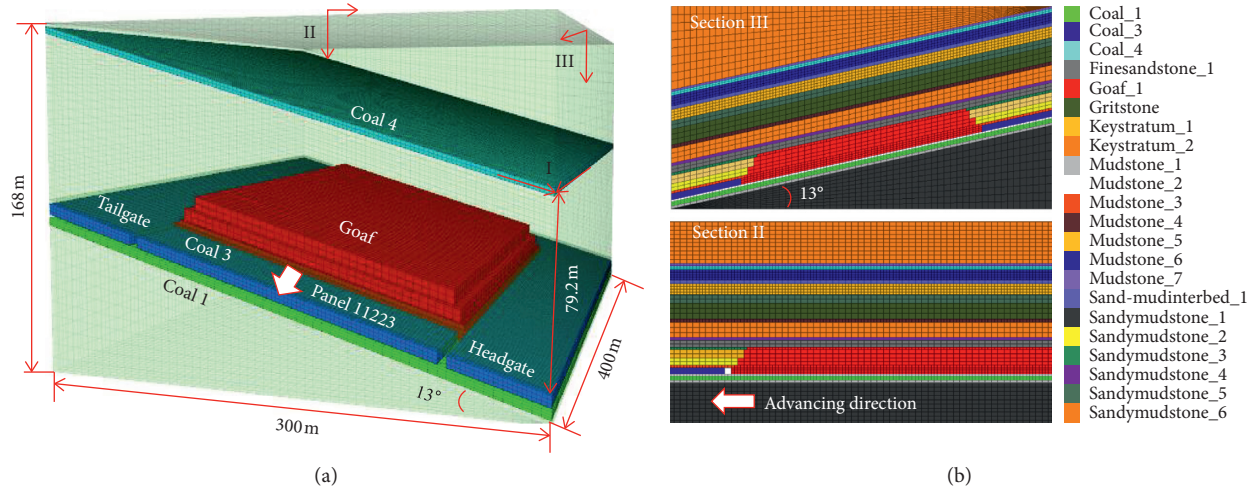 II
III
Coal 4
I
168 m
Tailgate
Goaf
Coal 3
Coal 1
Panel 11223
79.2 m
Headgate
400 m
13°
300 m
(a)
Section III
13°
Section II
Advancing direction
(b)
Coal_1
Coal_3
Coal_4
Finesandstone_1
Goaf_1
Gritstone
Keystratum_1
Keystratum_2
Mudstone_1
Mudstone_2
Mudstone_3
Mudstone_4
Mudstone_5
Mudstone_6
Mudstone_7
Sand-mudinterbed_1
Sandymudstone_1
Sandymudstone_2
Sandymudstone_3
Sandymudstone_4
Sandymudstone_5
Sandymudstone_6